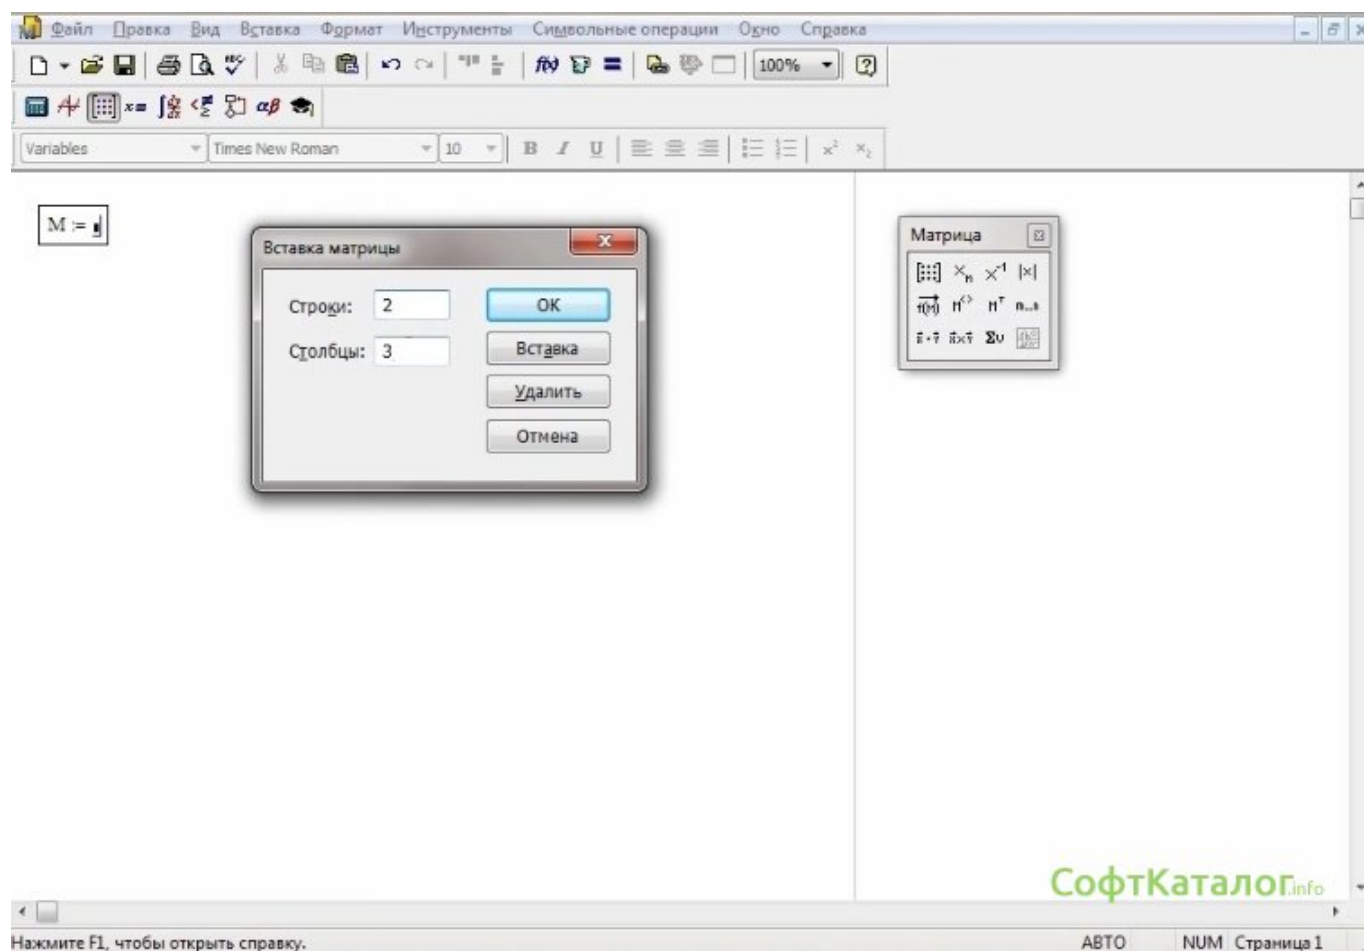 Файл Правка Вид Вставка Формат Инструменты Символьные операции Окно Справка
100%
Variables Times New Roman 10 B I U x² x₂
M :=
Вставка матрицы
Строки: 2 OK
Столбцы: 3 Вставка
Удалить
Отмена
Матрица
СофтКаталог.info
Нажмите F1, чтобы открыть справку. АВТО NUM Страница 1